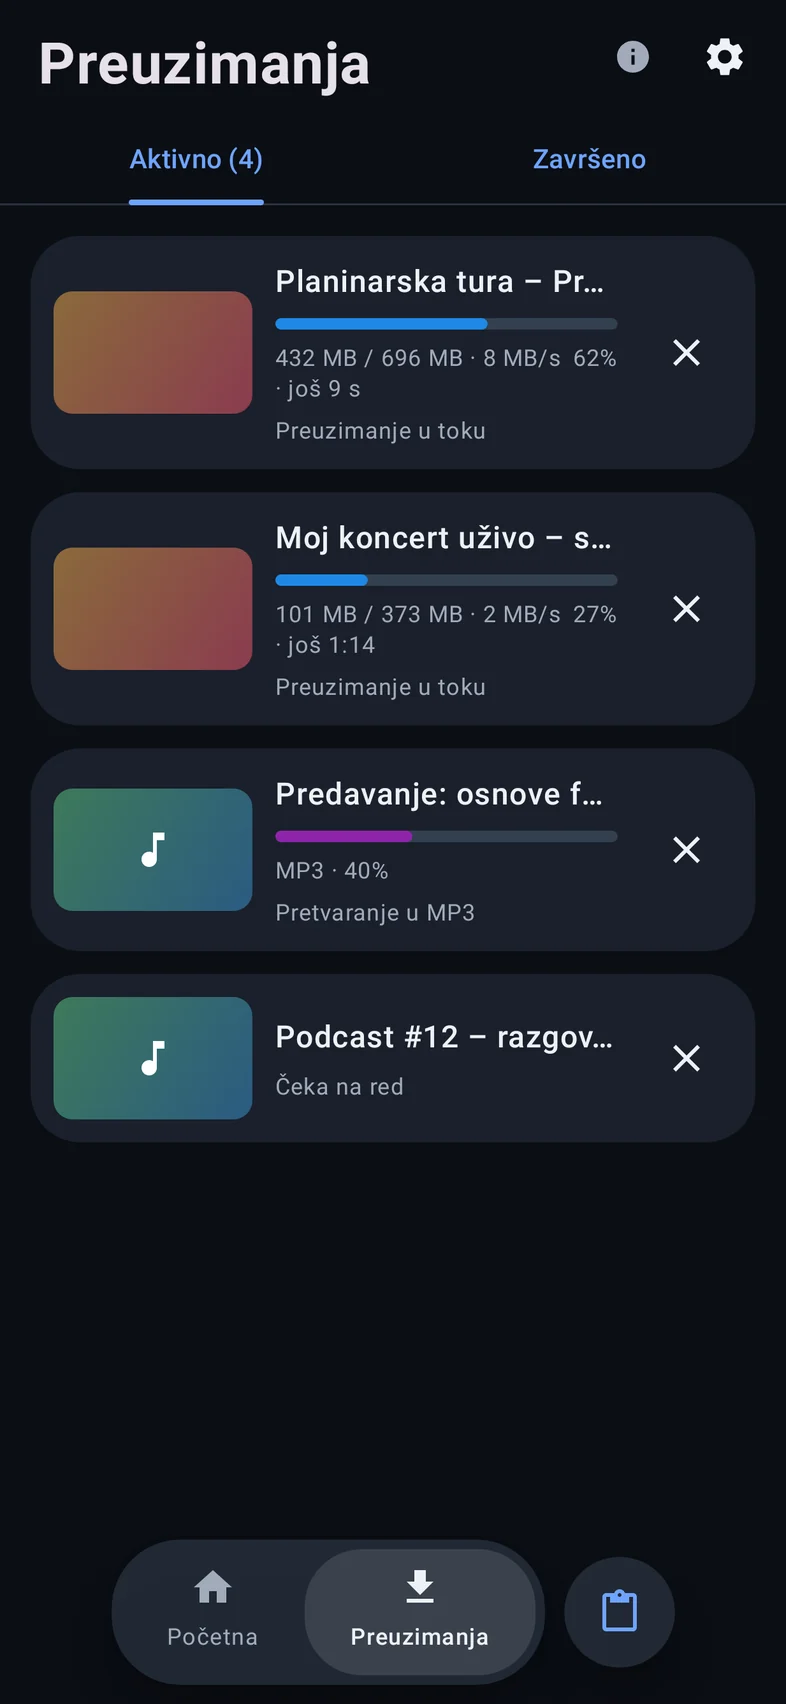 Preuzimanja
Aktivno (4)
Završeno
Planinarska tura – Pr…
432 MB / 696 MB · 8 MB/s 62%
· još 9 s
Preuzimanje u toku
Moj koncert uživo – s…
101 MB / 373 MB · 2 MB/s 27%
· još 1:14
Preuzimanje u toku
Predavanje: osnove f…
MP3 · 40%
Pretvaranje u MP3
Podcast #12 – razgov…
Čeka na red
Početna
Preuzimanja